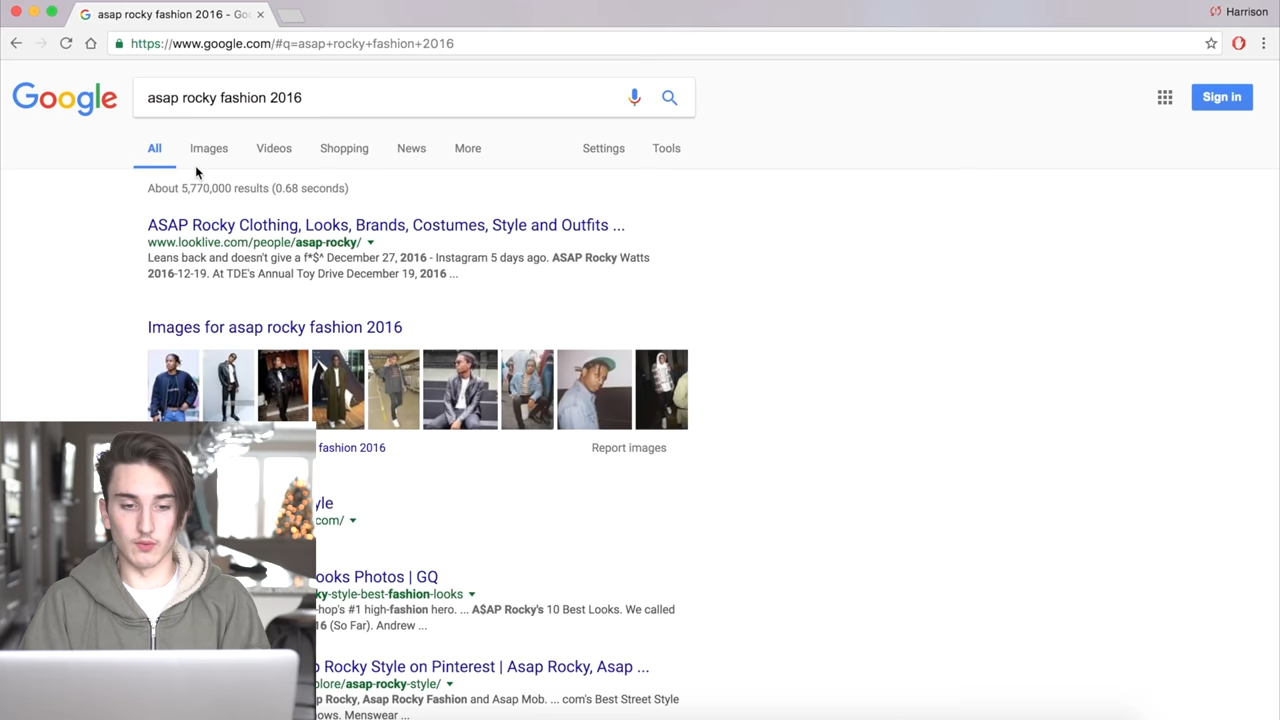 asap rocky fashion 2016 - Goo
Harrison
https://www.google.com/#q=asap+rocky+fashion+2016
Google
asap rocky fashion 2016
Sign in
All Images Videos Shopping News More Settings Tools
About 5,770,000 results (0.68 seconds)
ASAP Rocky Clothing, Looks, Brands, Costumes, Style and Outfits ...
www.looklive.com/people/asap-rocky/
Leans back and doesn't give a f*$^ December 27, 2016 - Instagram 5 days ago. ASAP Rocky Watts
2016-12-19. At TDE's Annual Toy Drive December 19, 2016 ...
Images for asap rocky fashion 2016
fashion 2016
Report images
yle
com/
ooks Photos | GQ
ky-style-best-fashion-looks
-hop's #1 high-fashion hero. ... A$AP Rocky's 10 Best Looks. We called
16 (So Far). Andrew ...
p Rocky Style on Pinterest | Asap Rocky, Asap ...
olore/asap-rocky-style/
p Rocky, Asap Rocky Fashion and Asap Mob. ... com's Best Street Style
ows. Menswear ...